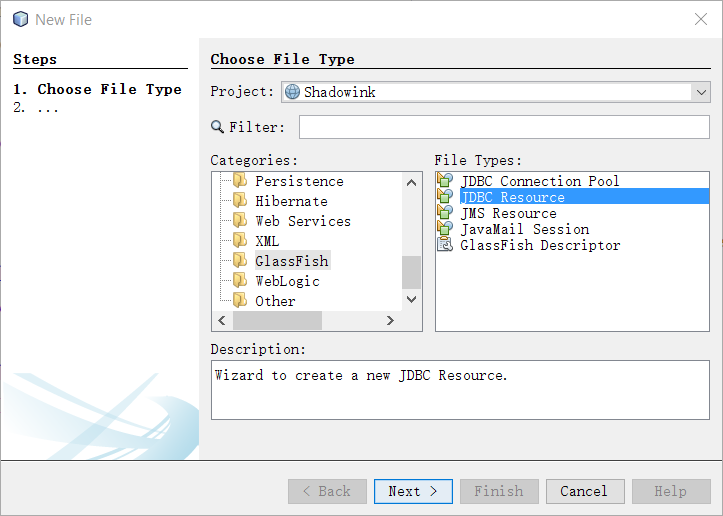 New File
Steps
1. Choose File Type
2. ...
Choose File Type
Project: Shadowink
Filter:
Categories:
Persistence
Hibernate
Web Services
XML
GlassFish
WebLogic
Other
File Types:
JDBC Connection Pool
JDBC Resource
JMS Resource
JavaMail Session
GlassFish Descriptor
Description:
Wizard to create a new JDBC Resource.
< Back
Next >
Finish
Cancel
Help